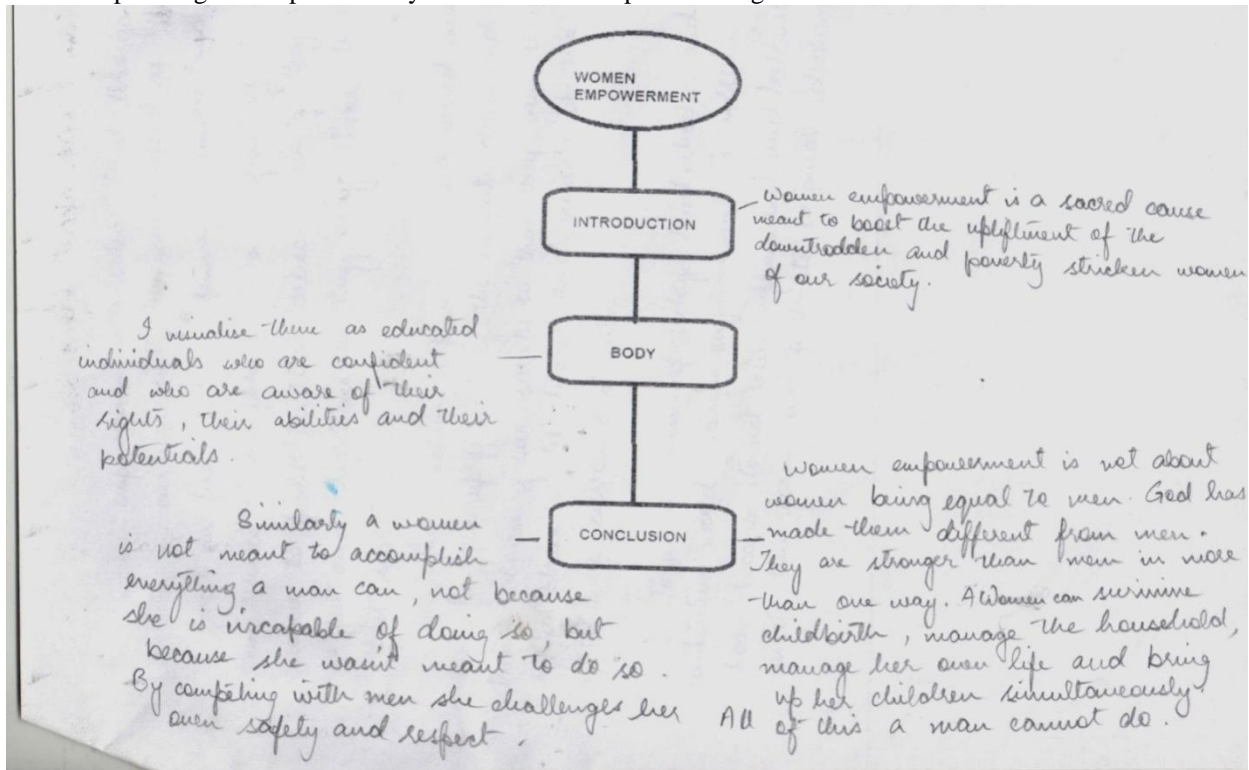 WOMEN
EMPOWERMENT
INTRODUCTION
Women empowerment is a sacred cause
meant to boost the upliftment of the
downtrodden and poverty stricken women
of our society.
BODY
I visualise them as educated
individuals who are confident
and who are aware of their
rights, their abilities and their
potentials.
CONCLUSION
Women empowerment is not about
women being equal to men. God has
made them different from men.
They are stronger than men in more
than one way. A Women can survive
childbirth, manage the household,
manage her own life and bring
up her children simultaneously.
All of this a man cannot do.
Similarly a women
is not meant to accomplish
everything a man can, not because
she is incapable of doing so, but
because she wasn't meant to do so.
By competing with men she challenges her
own safety and respect.